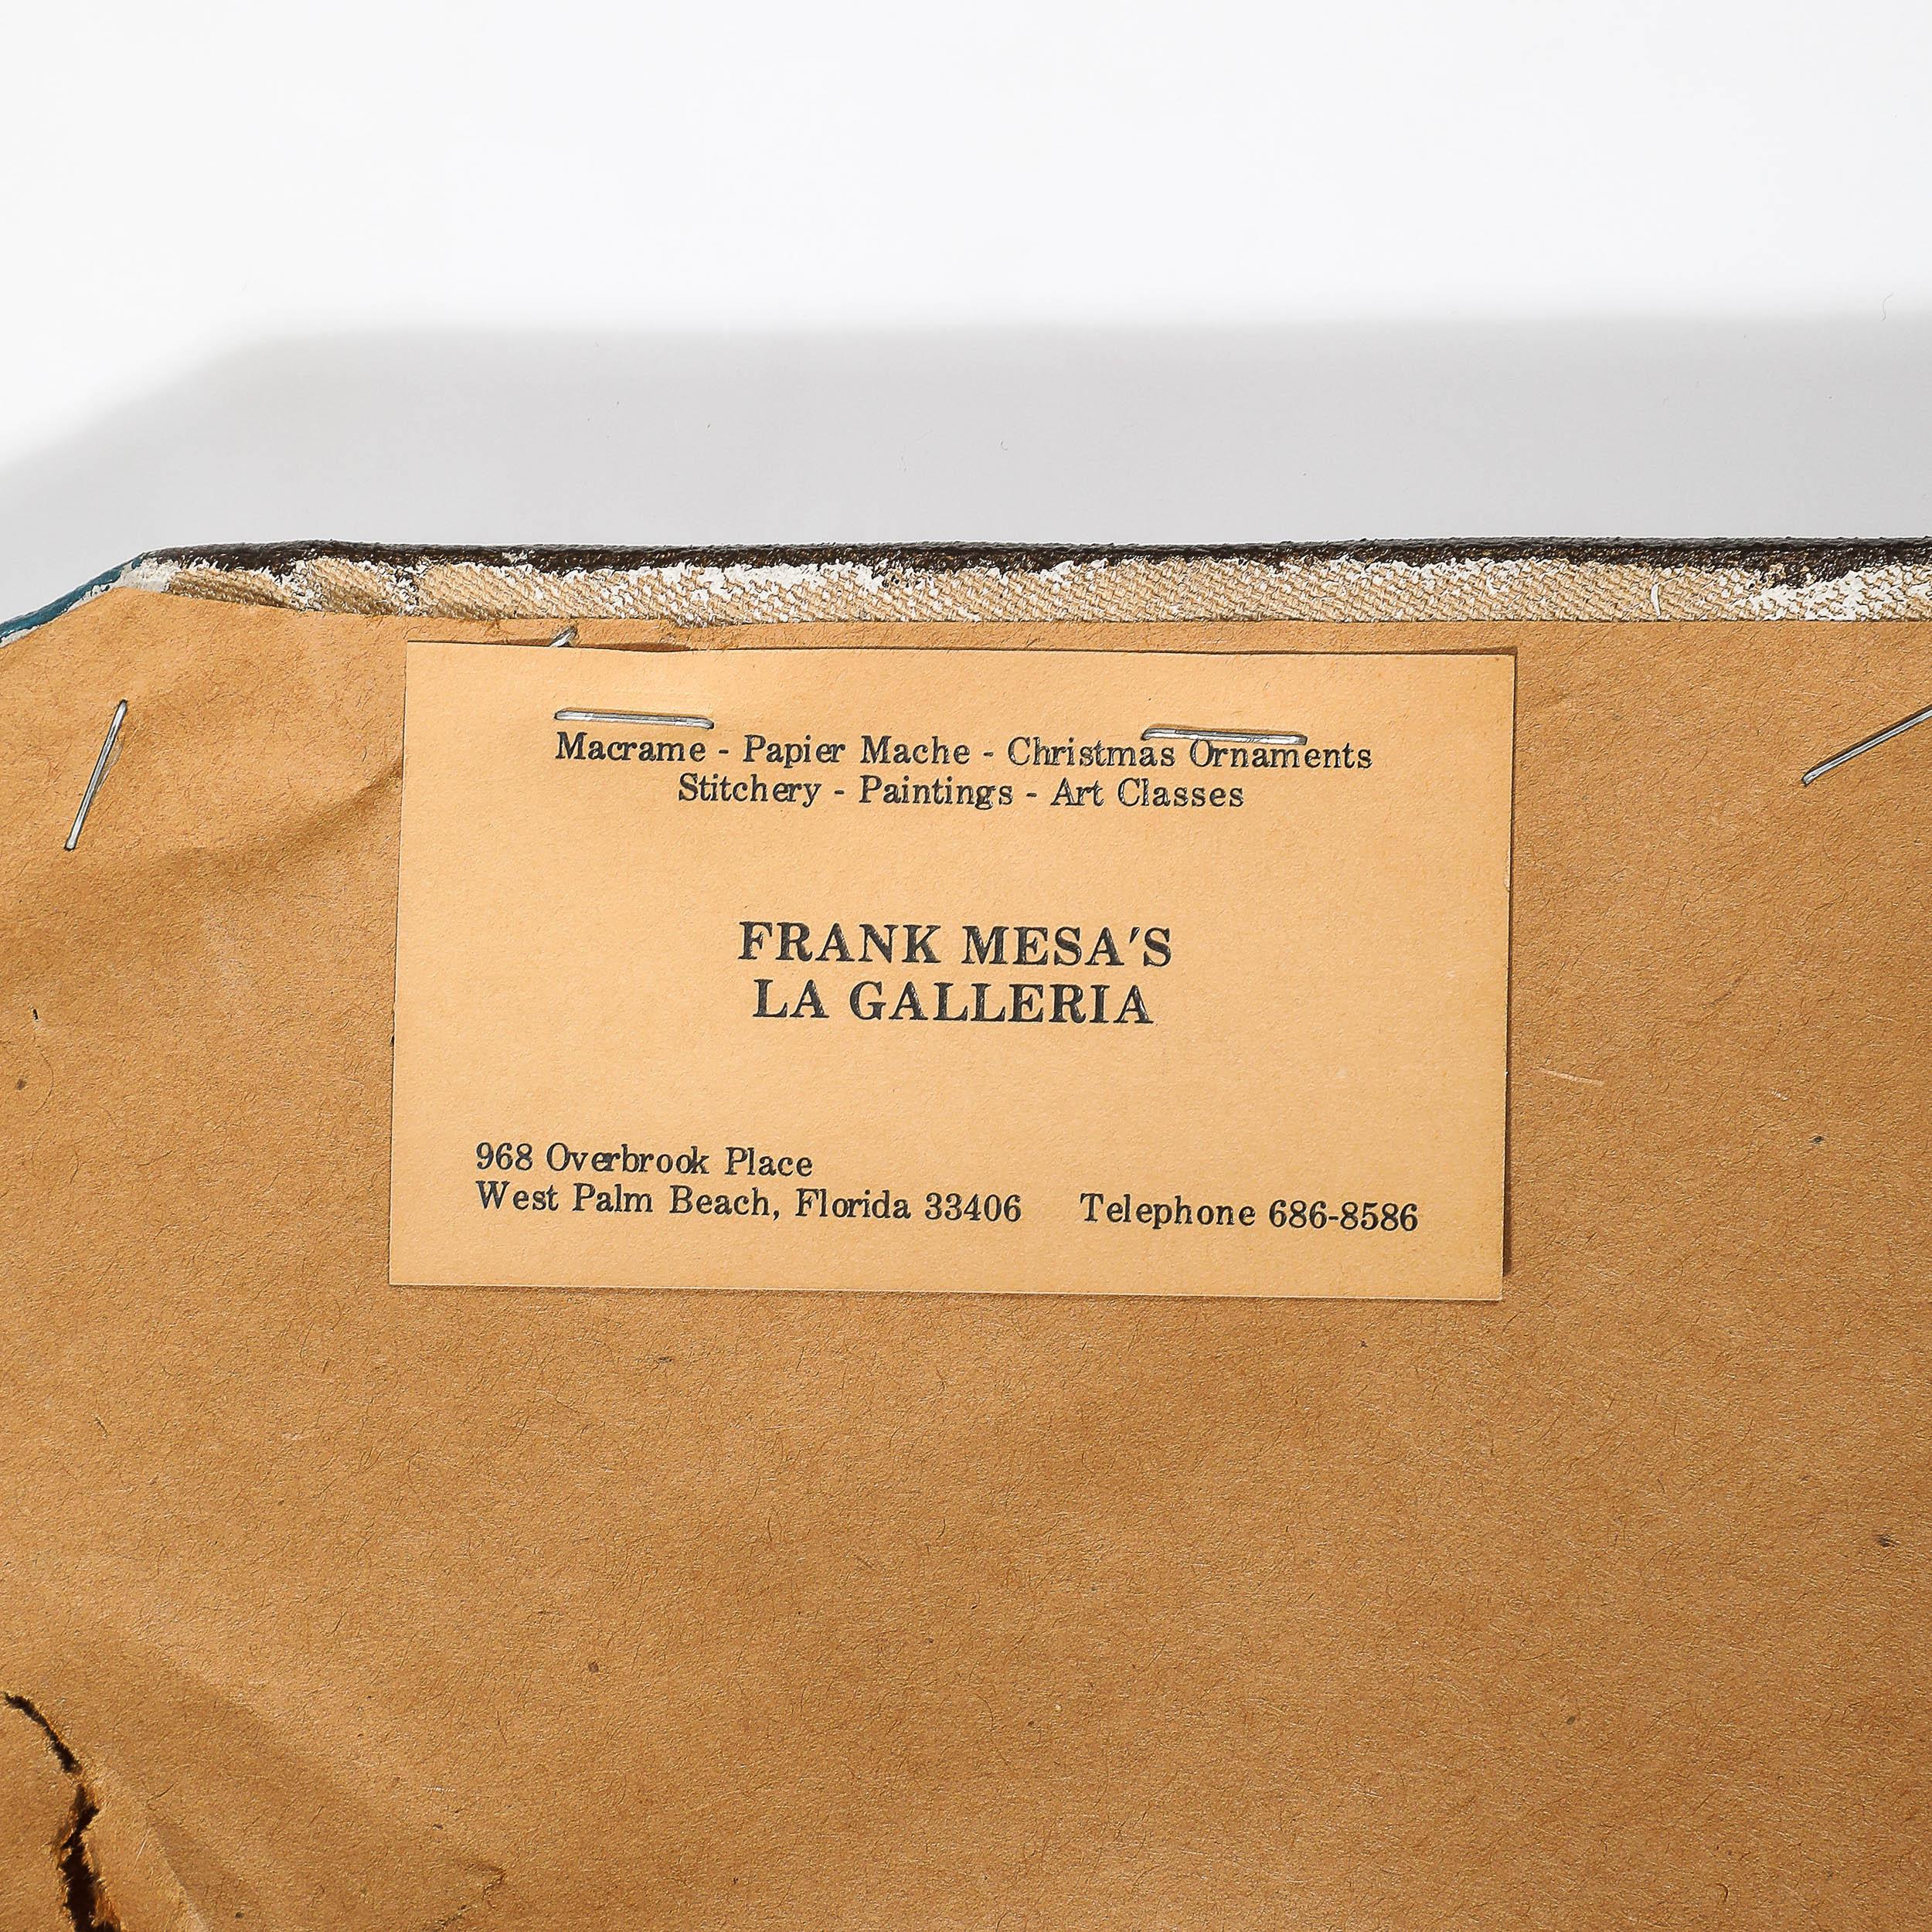 Macrame - Papier Mache - Christmas Ornaments
Stitchery - Paintings - Art Classes
FRANK MESA'S
LA GALLERIA
968 Overbrook Place
West Palm Beach, Florida 33406 Telephone 686-8586